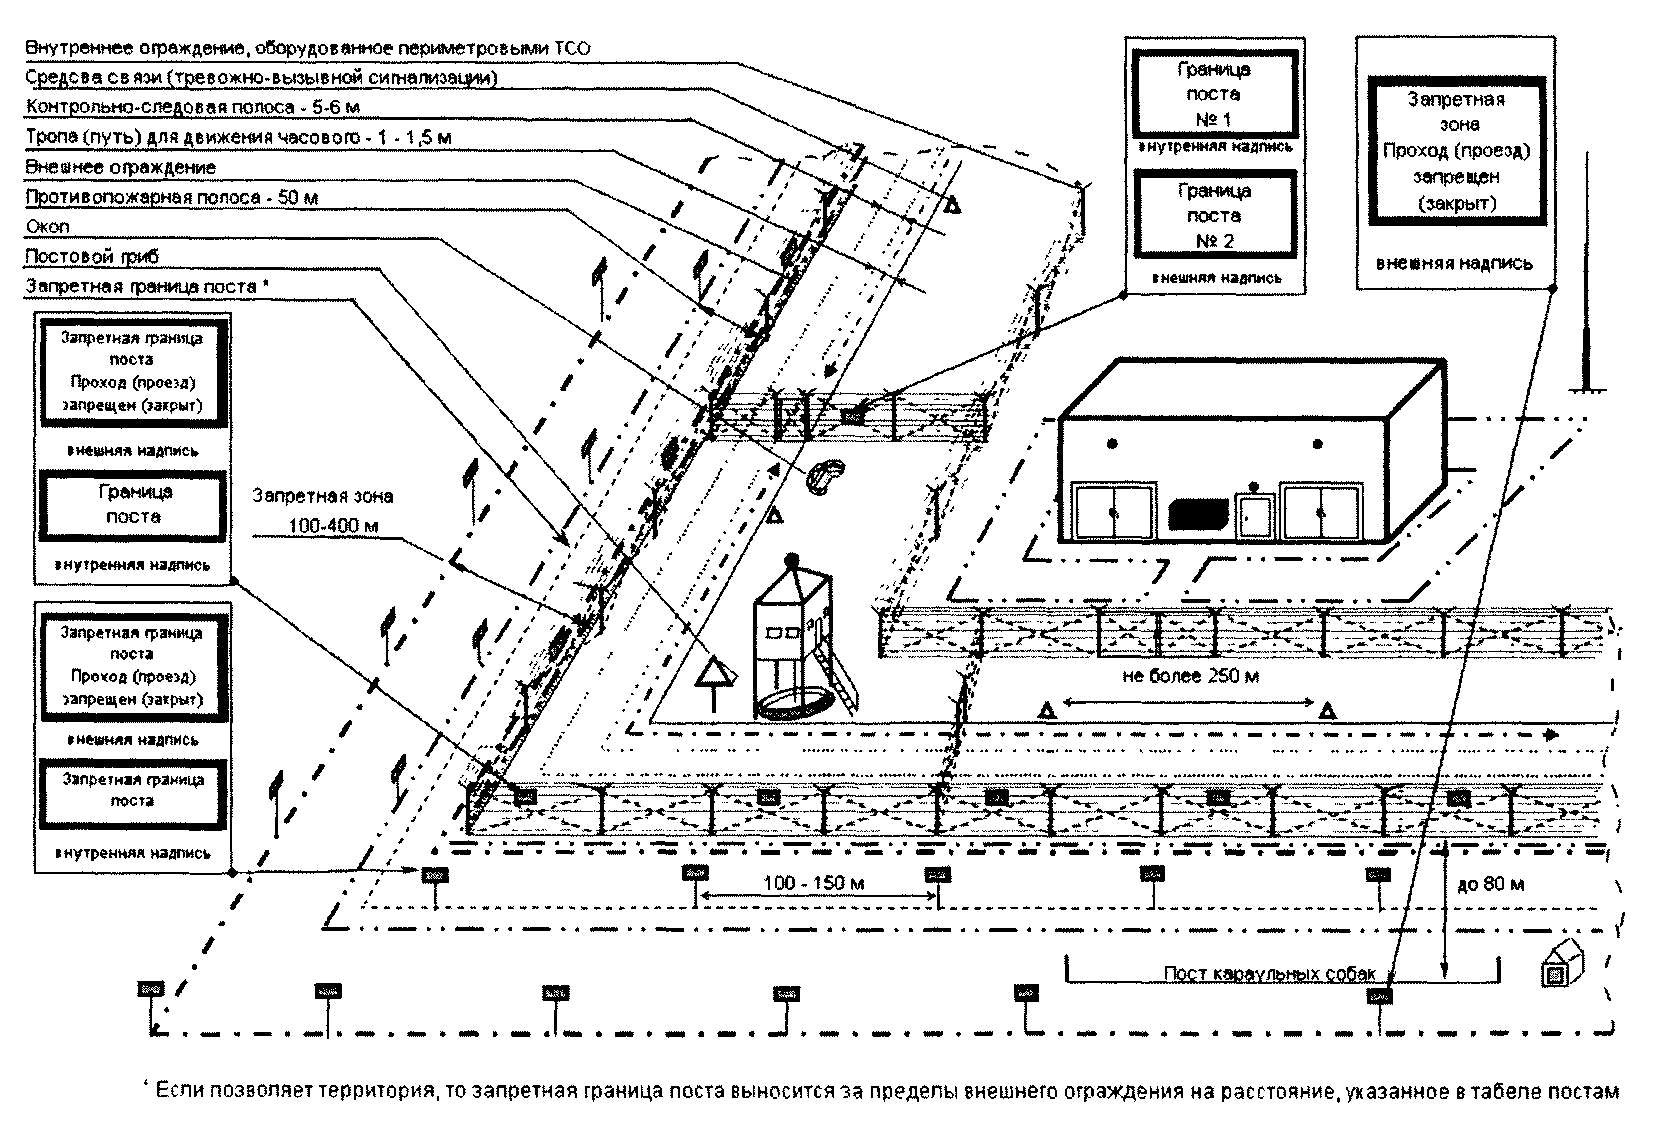 Внутреннее ограждение, оборудованное периметровыми ТСО
Средсва связи (тревожно-вызывной сигнализации)
Контрольно-следовая полоса - 5-6 м
Тропа (путь) для движения часового - 1 - 1,5 м
Внешнее ограждение
Противопожарная полоса - 50 м
Окоп
Постовой гриб
Запретная граница поста *
Граница
поста
№ 1
внутренняя надпись
Граница
поста
№ 2
внешняя надпись
Запретная
зона
Проход (проезд)
запрещен
(закрыт)
внешняя надпись
Запретная граница
поста
Проход (проезд)
запрещен (закрыт)
внешняя надпись
Граница
поста
внутренняя надпись
Запретная зона
100-400 м
Запретная граница
поста
Проход (проезд)
запрещен (закрыт)
внешняя надпись
Запретная граница
поста
внутренняя надпись
не более 250 м
100 - 150 м
до 80 м
Пост караульных собак
* Если позволяет территория, то запретная граница поста выносится за пределы внешнего ограждения на расстояние, указанное в табеле постам